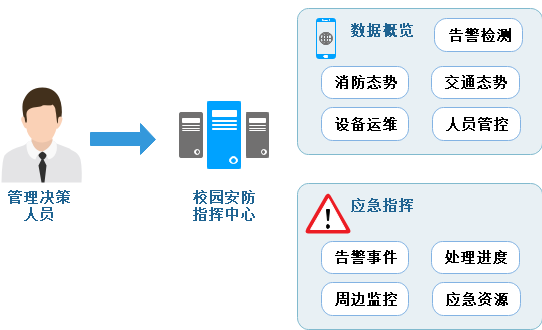 管理决策
人员
校园安防
指挥中心
数据概览
告警检测
消防态势
交通态势
设备运维
人员管控
应急指挥
告警事件
处理进度
周边监控
应急资源